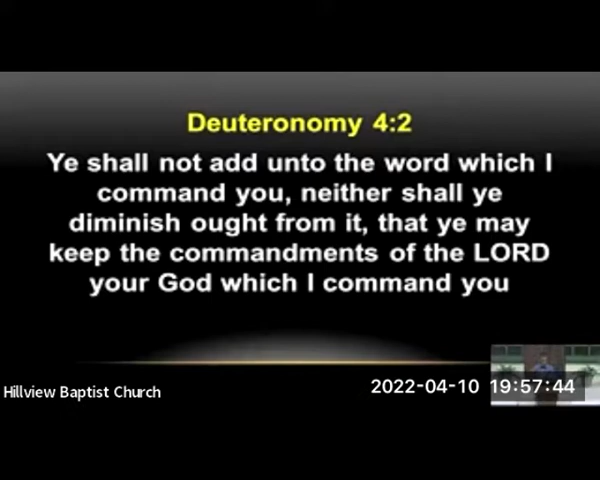 Deuteronomy 4:2
Ye shall not add unto the word which I
command you, neither shall ye
diminish ought from it, that ye may
keep the commandments of the LORD
your God which I command you
Hillview Baptist Church
2022-04-10 19:57:44